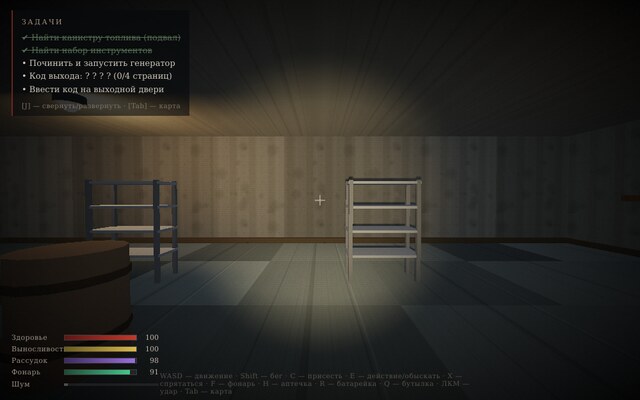 ЗАДАЧИ
✔ Найти канистру топлива (подвал)
✔ Найти набор инструментов
• Починить и запустить генератор
• Код выхода: ? ? ? ? (0/4 страниц)
• Ввести код на выходной двери
[J] — свернуть/развернуть · [Tab] — карта
Здоровье 100
Выносливость 100
Рассудок 98
Фонарь 91
Шум
WASD — движение · Shift — бег · C — присесть · E — действие/обыскать · X —
спрятаться · F — фонарь · H — аптечка · R — батарейка · Q — бутылка · ЛКМ —
удар · Tab — карта